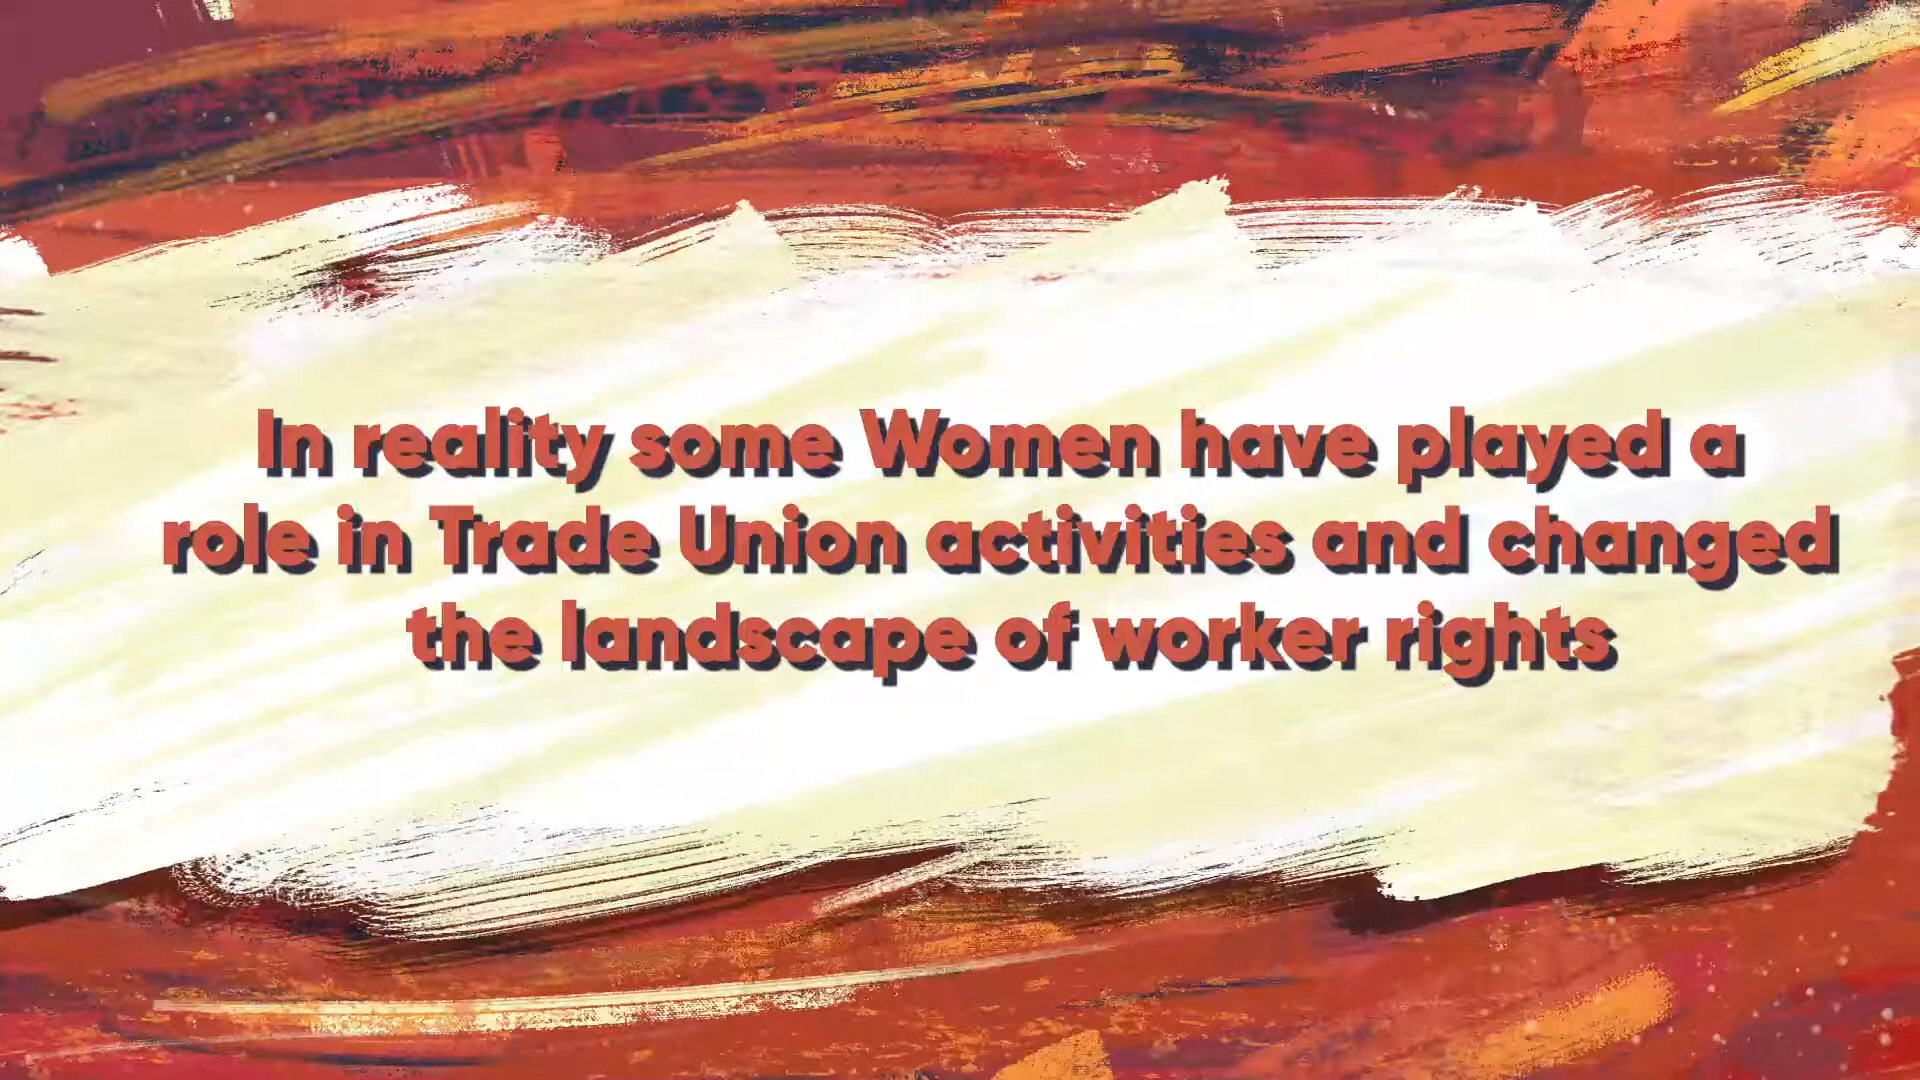 In reality some Women have played a
role in Trade Union activities and changed
the landscape of worker rights